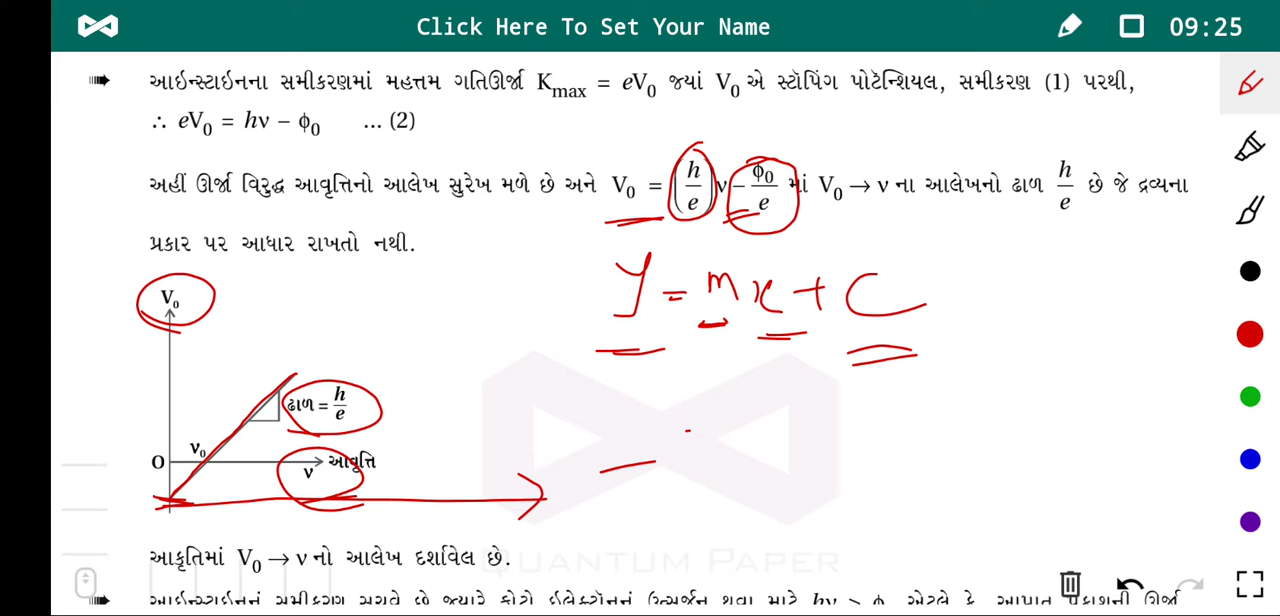 Click Here To Set Your Name
09:25
આઇન્સ્ટાઇનના સમીકરણમાં મહત્તમ ગતિઊર્જા Kmax = eV0 જ્યાં V0 એ સ્ટૉપિંગ પોટૅન્શિયલ, સમીકરણ (1) પરથી,
∴ eV0 = hν – ϕ0 ... (2)
અહીં ઊર્જા વિરુદ્ધ આવૃત્તિનો આલેખ સુરેખ મળે છે અને V0 = (h/e)ν – ϕ0/e માં V0 → ν ના આલેખનો ઢાળ h/e છે જે દ્રવ્યના
પ્રકાર પર આધાર રાખતો નથી.
y = mx + C
V0
ઢાળ = h/e
ν0
O
ν
આવૃત્તિ
આકૃતિમાં V0 → ν નો આલેખ દર્શાવેલ છે.
QUANTUM PAPER